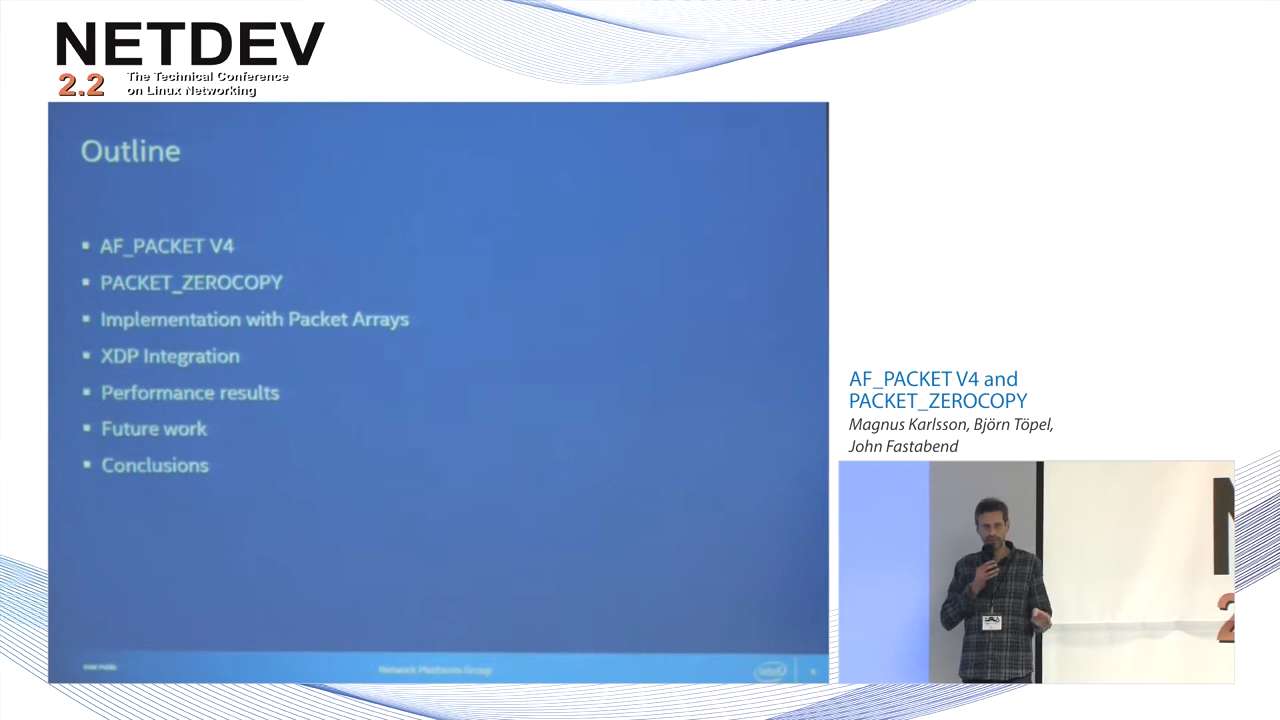 NETDEV
2.2
The Technical Conference
on Linux Networking
Outline
▪ AF_PACKET V4
▪ PACKET_ZEROCOPY
▪ Implementation with Packet Arrays
▪ XDP Integration
▪ Performance results
▪ Future work
▪ Conclusions
Intel Public
Network Platforms Group
intel
AF_PACKET V4 and
PACKET_ZEROCOPY
Magnus Karlsson, Björn Töpel,
John Fastabend